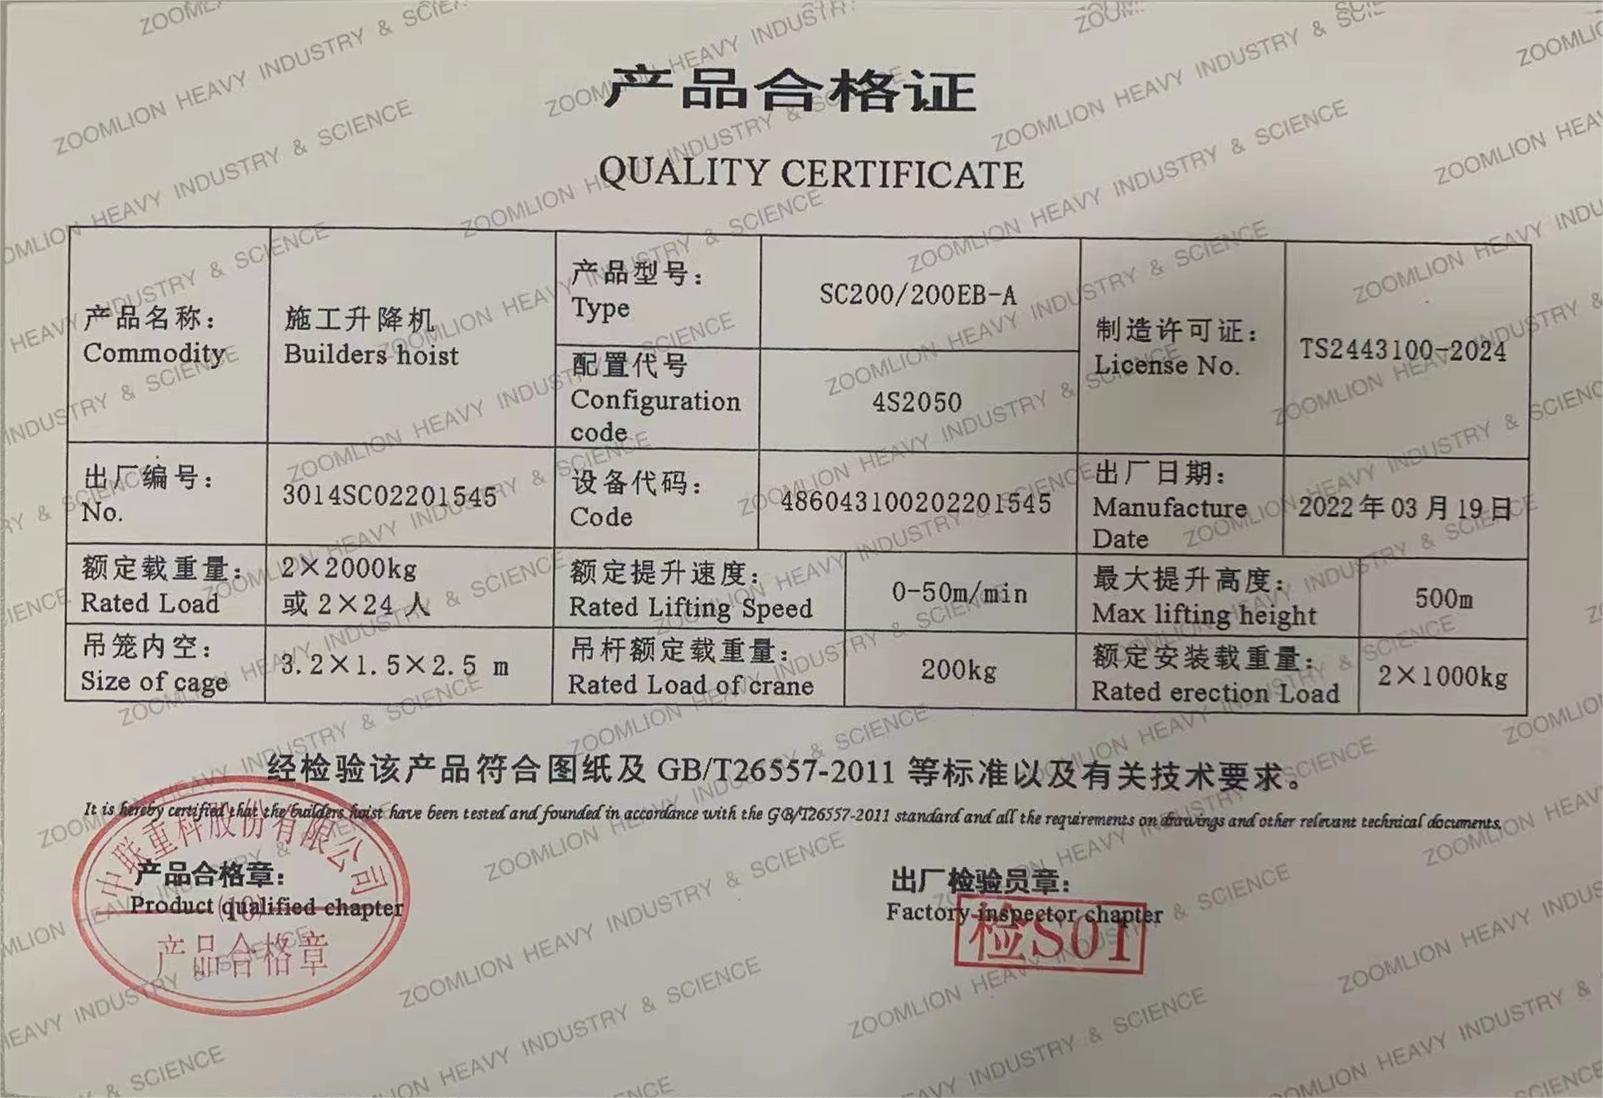 产品合格证
QUALITY CERTIFICATE
产品名称：
Commodity
施工升降机
Builders hoist
产品型号：
Type
SC200/200EB-A
配置代号
Configuration
code
4S2050
制造许可证：
License No.
TS2443100-2024
出厂编号：
No.
3014SC02201545
设备代码：
Code
486043100202201545
出厂日期：
Manufacture
Date
2022年03月19日
额定载重量：
Rated Load
2×2000kg
或2×24人
额定提升速度：
Rated Lifting Speed
0-50m/min
最大提升高度：
Max lifting height
500m
吊笼内空：
Size of cage
3.2×1.5×2.5 m
吊杆额定载重量：
Rated Load of crane
200kg
额定安装载重量：
Rated erection Load
2×1000kg
经检验该产品符合图纸及 GB/T26557-2011 等标准以及有关技术要求。
It is hereby certified that the builders hoist have been tested and founded in accordance with the GB/T26557-2011 standard and all the requirements on drawings and other relevant technical documents.
产品合格章：
Product qualified chapter
中联重科股份有限公司
(10)
产品合格章
出厂检验员章：
Factory inspector chapter
检S01
ZOOMLION HEAVY INDUSTRY & SCIENCE